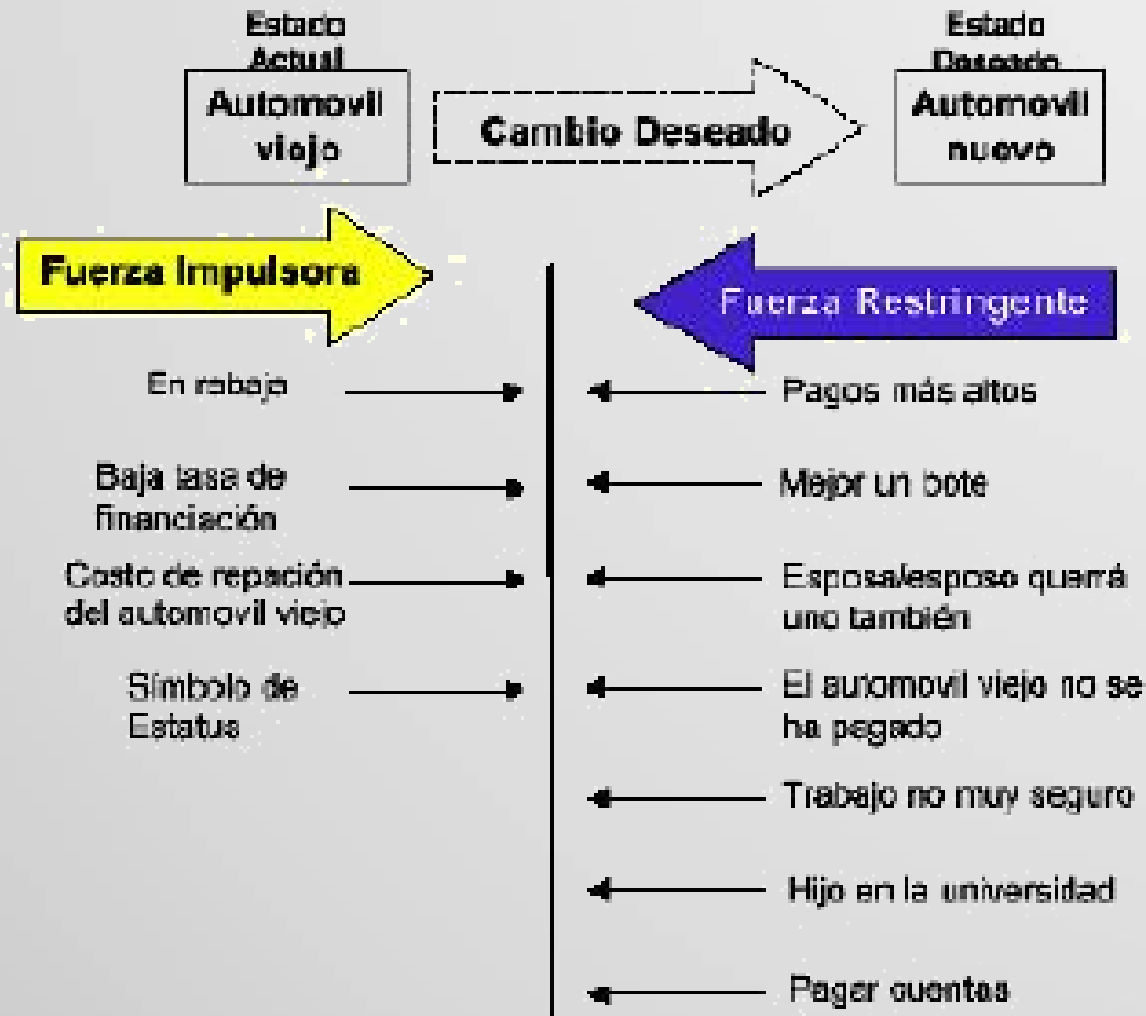 Estado
Actual
Automovil
viejo
Cambio Deseado
Estado
Deseado
Automovil
nuevo
Fuerza Impulsora
Fuerza Restringente
En rebaja
Pagos más altos
Baja tasa de
financiación
Mejor un bote
Costo de repación
del automovil viejo
Esposa/esposo querrá
uno también
Símbolo de
Estatus
El automovil viejo no se
ha pagado
Trabajo no muy seguro
Hijo en la universidad
Pagar cuentas